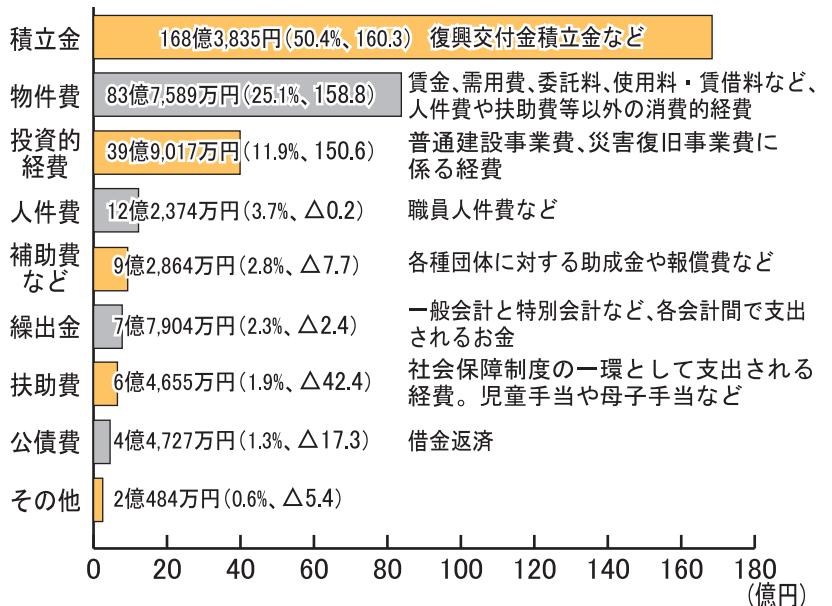 積立金 168億3,835円(50.4%、160.3) 復興交付金積立金など
物件費 83億7,589万円(25.1%、158.8) 賃金、需用費、委託料、使用料・賃借料など、
人件費や扶助費等以外の消費的経費
投資的
経費 39億9,017万円(11.9%、150.6) 普通建設事業費、災害復旧事業費に
係る経費
人件費 12億2,374万円(3.7%、△0.2) 職員人件費など
補助費
など 9億2,864万円(2.8%、△7.7) 各種団体に対する助成金や報償費など
繰出金 7億7,904万円(2.3%、△2.4) 一般会計と特別会計など、各会計間で支出
されるお金
扶助費 6億4,655万円(1.9%、△42.4) 社会保障制度の一環として支出される
経費。児童手当や母子手当など
公債費 4億4,727万円(1.3%、△17.3) 借金返済
その他 2億484万円(0.6%、△5.4)
0 20 40 60 80 100 120 140 160 180
(億円)